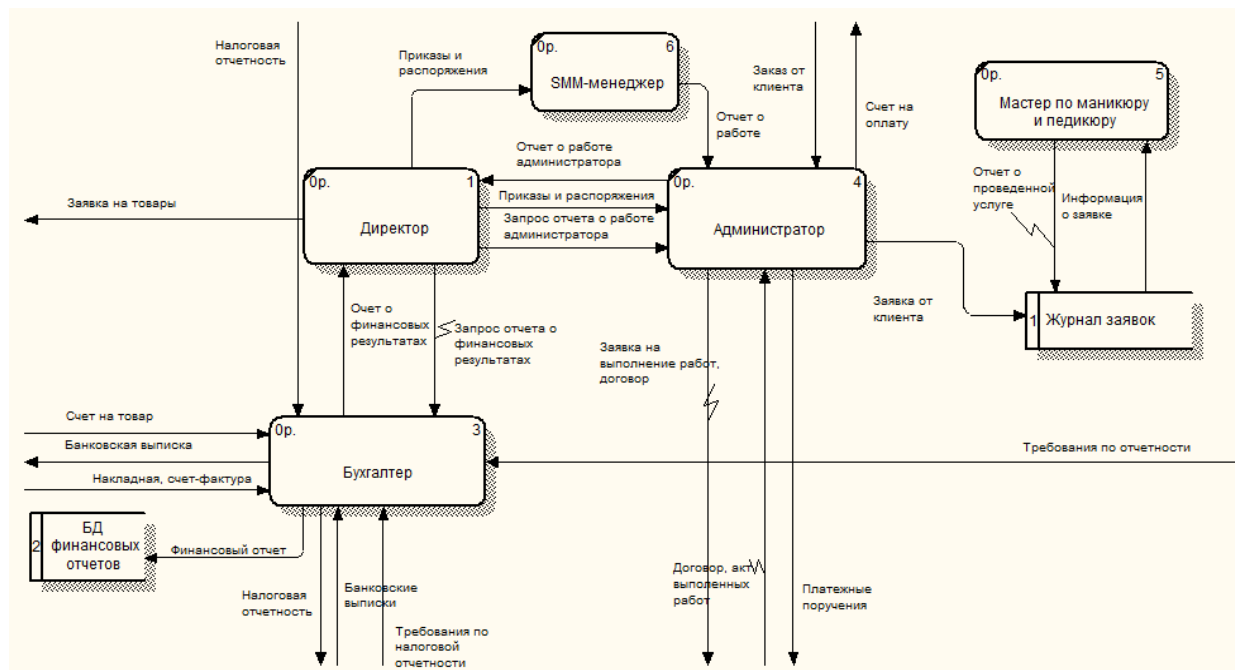 Налоговая
отчетность
Приказы и
распоряжения
0р.
6
SMM-менеджер
Заказ от
клиента
Счет на
оплату
0р.
5
Мастер по маникюру
и педикюру
Отчет о
работе
Отчет о работе
администратора
Отчет о
проведенной
услуге
Информация
о заявке
Заявка на товары
0р.
1
Директор
Приказы и распоряжения
Запрос отчета о работе
администратора
0р.
4
Администратор
Очет о
финансовых
результатах
Запрос отчета о
финансовых
результатах
Заявка от
клиента
1
Журнал заявок
Заявка на
выполнение работ,
договор
Счет на товар
Банковская выписка
Накладная, счет-фактура
0р.
3
Бухгалтер
Требования по отчетности
2
БД
финансовых
отчетов
Финансовый отчет
Налоговая
отчетность
Банковские
выписки
Требования по
налоговой
отчетности
Договор, акт
выполенных
работ
Платежные
поручения